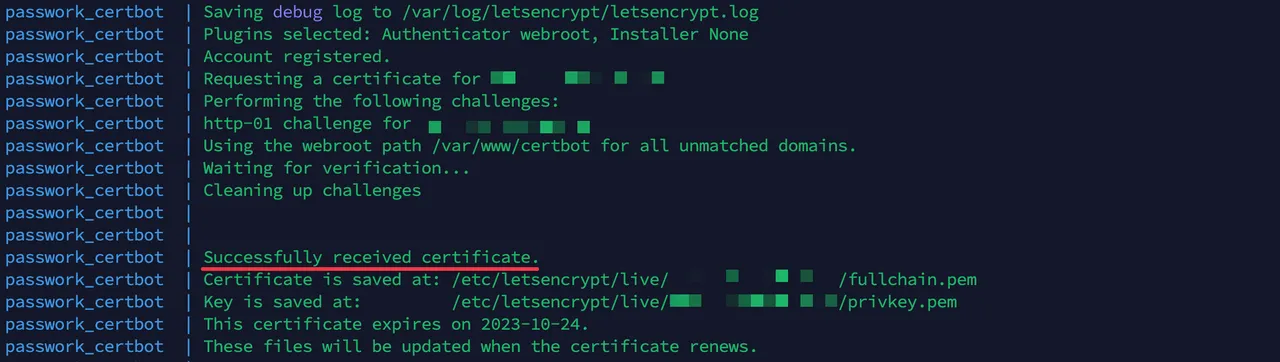 passwork_certbot | Saving debug log to /var/log/letsencrypt/letsencrypt.log
passwork_certbot | Plugins selected: Authenticator webroot, Installer None
passwork_certbot | Account registered.
passwork_certbot | Requesting a certificate for
passwork_certbot | Performing the following challenges:
passwork_certbot | http-01 challenge for
passwork_certbot | Using the webroot path /var/www/certbot for all unmatched domains.
passwork_certbot | Waiting for verification...
passwork_certbot | Cleaning up challenges
passwork_certbot |
passwork_certbot |
passwork_certbot | Successfully received certificate.
passwork_certbot | Certificate is saved at: /etc/letsencrypt/live/ /fullchain.pem
passwork_certbot | Key is saved at: /etc/letsencrypt/live/ /privkey.pem
passwork_certbot | This certificate expires on 2023-10-24.
passwork_certbot | These files will be updated when the certificate renews.